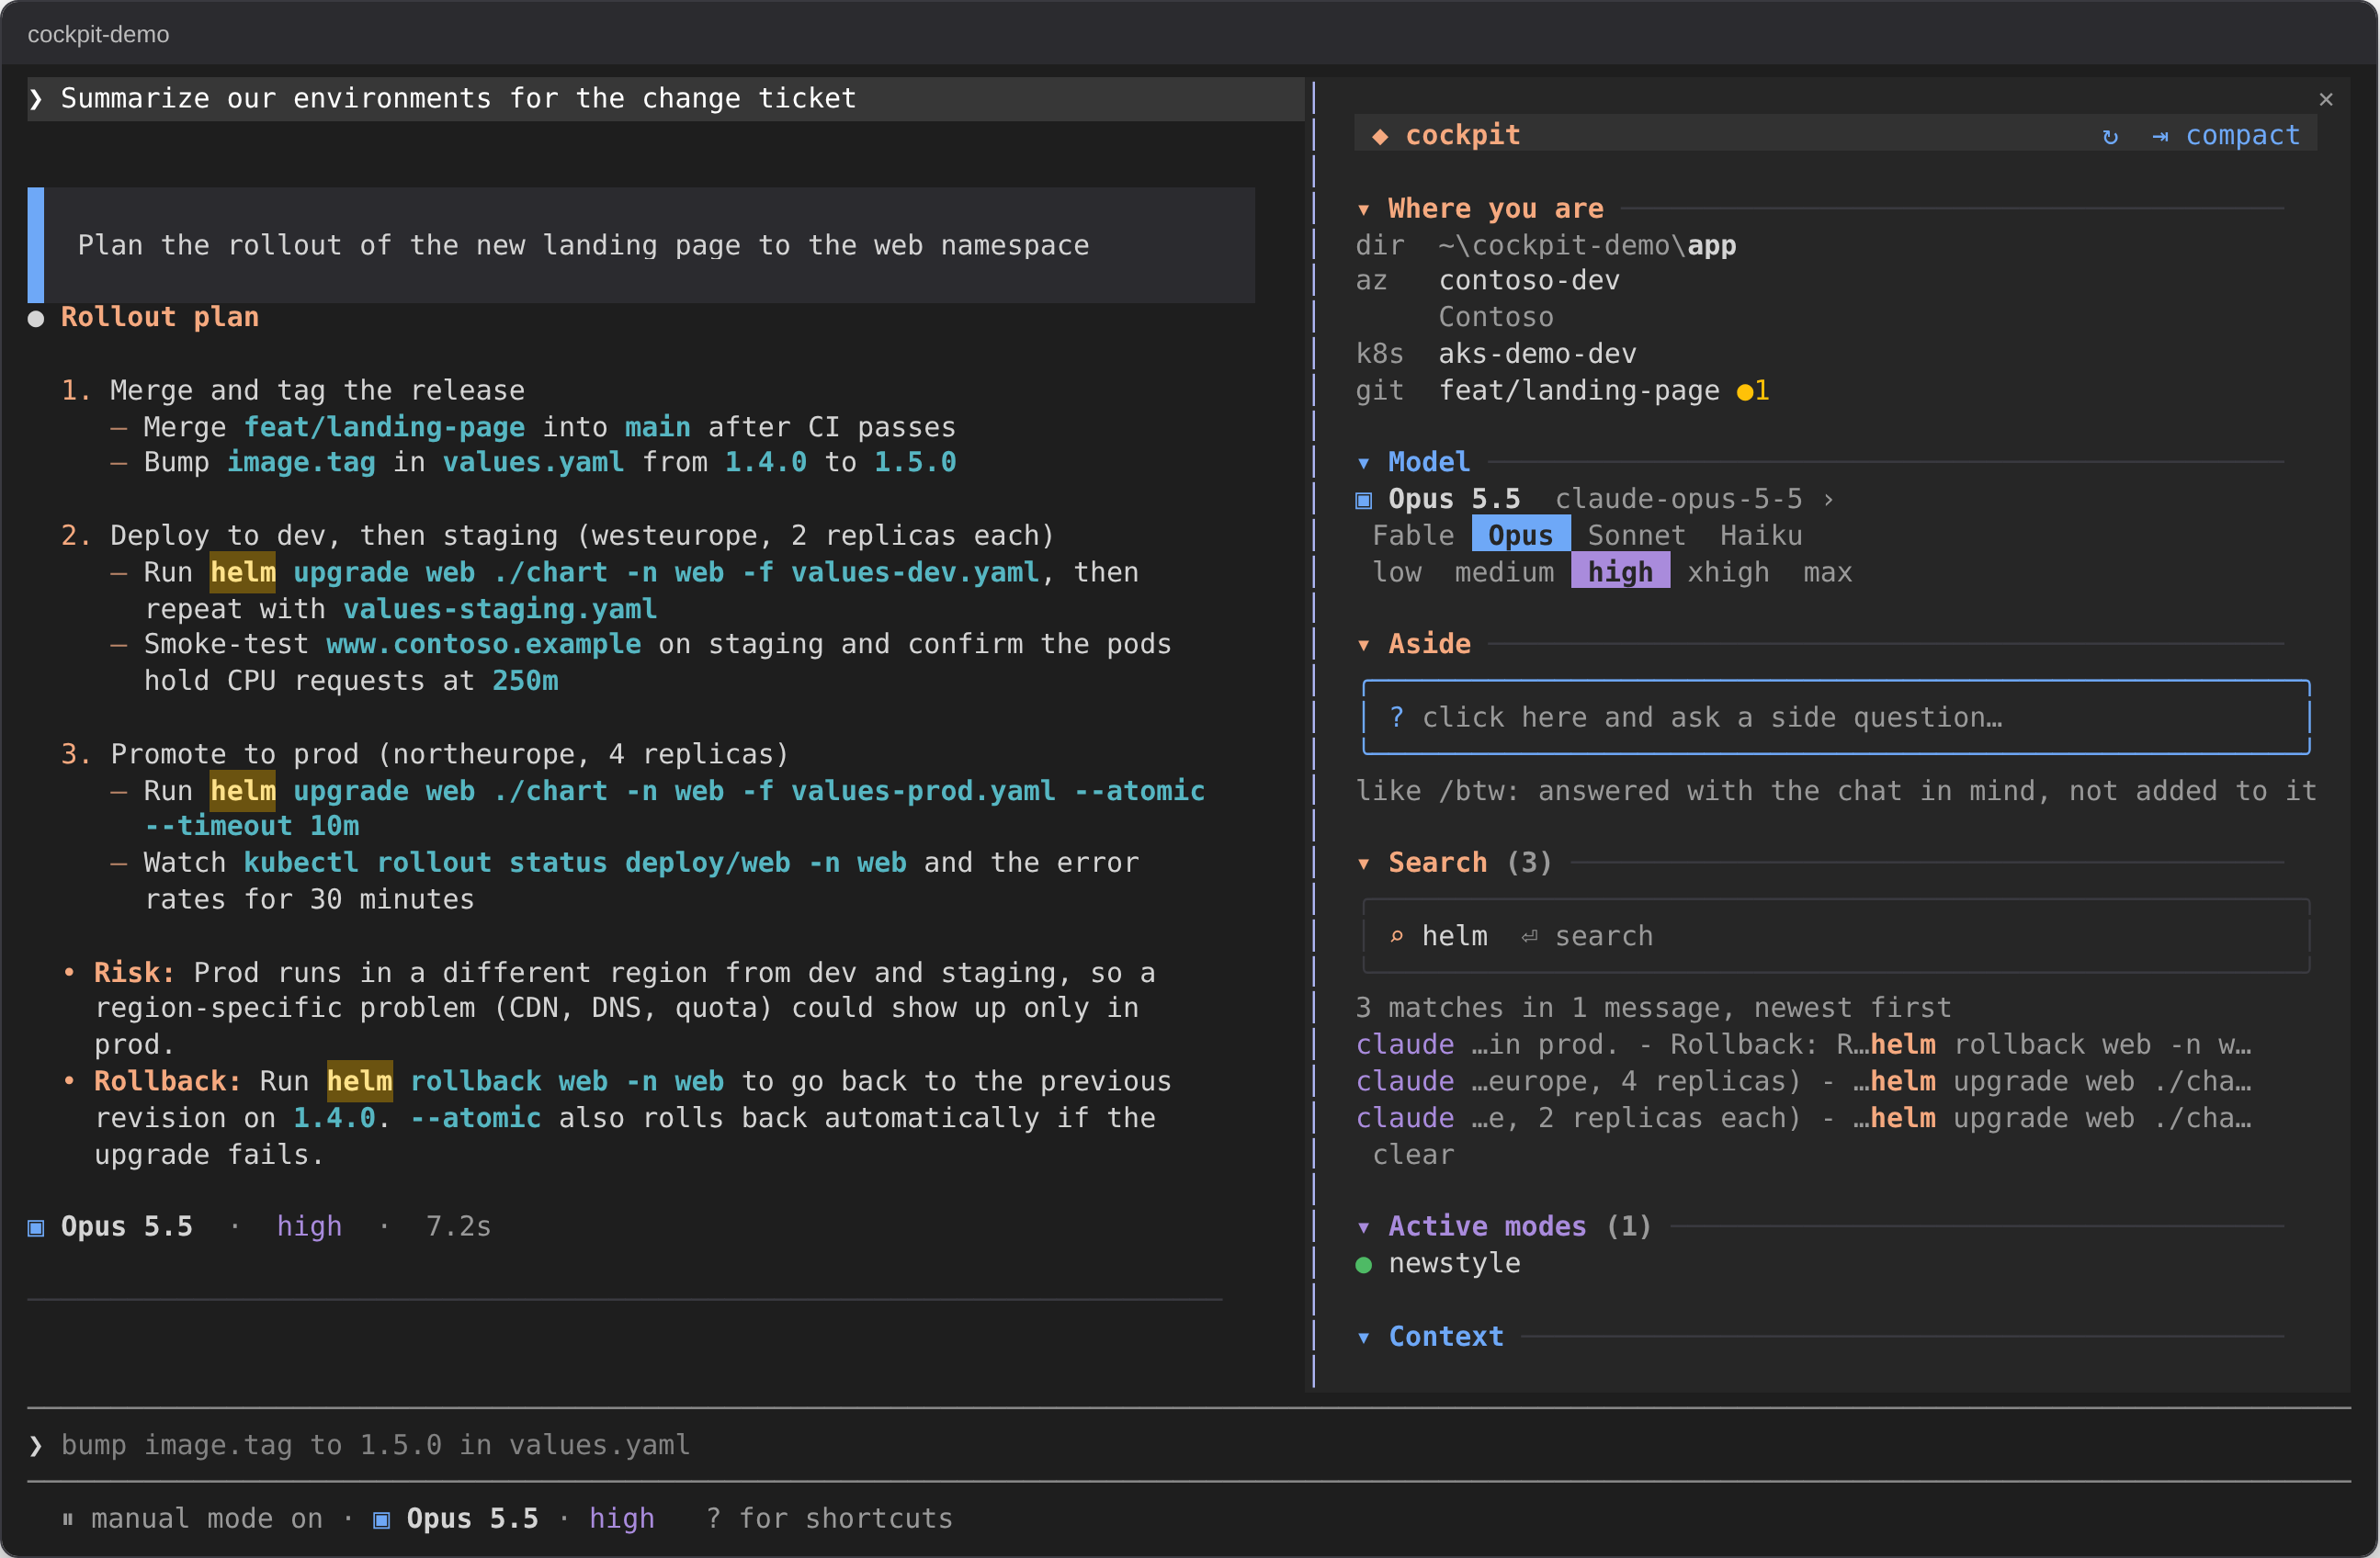 cockpit-demo
❯ Summarize our environments for the change ticket
Plan the rollout of the new landing page to the web namespace
● Rollout plan
1. Merge and tag the release
– Merge feat/landing-page into main after CI passes
– Bump image.tag in values.yaml from 1.4.0 to 1.5.0
2. Deploy to dev, then staging (westeurope, 2 replicas each)
– Run helm upgrade web ./chart -n web -f values-dev.yaml, then
repeat with values-staging.yaml
– Smoke-test www.contoso.example on staging and confirm the pods
hold CPU requests at 250m
3. Promote to prod (northeurope, 4 replicas)
– Run helm upgrade web ./chart -n web -f values-prod.yaml --atomic
--timeout 10m
– Watch kubectl rollout status deploy/web -n web and the error
rates for 30 minutes
• Risk: Prod runs in a different region from dev and staging, so a
region-specific problem (CDN, DNS, quota) could show up only in
prod.
• Rollback: Run helm rollback web -n web to go back to the previous
revision on 1.4.0. --atomic also rolls back automatically if the
upgrade fails.
▣ Opus 5.5 · high · 7.2s
×
◆ cockpit ↻ ⇥ compact
▾ Where you are
dir ~\cockpit-demo\app
az contoso-dev
Contoso
k8s aks-demo-dev
git feat/landing-page ●1
▾ Model
▣ Opus 5.5 claude-opus-5-5 ›
Fable Opus Sonnet Haiku
low medium high xhigh max
▾ Aside
? click here and ask a side question…
like /btw: answered with the chat in mind, not added to it
▾ Search (3)
⌕ helm ⏎ search
3 matches in 1 message, newest first
claude …in prod. - Rollback: R…helm rollback web -n w…
claude …europe, 4 replicas) - …helm upgrade web ./cha…
claude …e, 2 replicas each) - …helm upgrade web ./cha…
clear
▾ Active modes (1)
● newstyle
▾ Context
❯ bump image.tag to 1.5.0 in values.yaml
⏸ manual mode on · ▣ Opus 5.5 · high ? for shortcuts